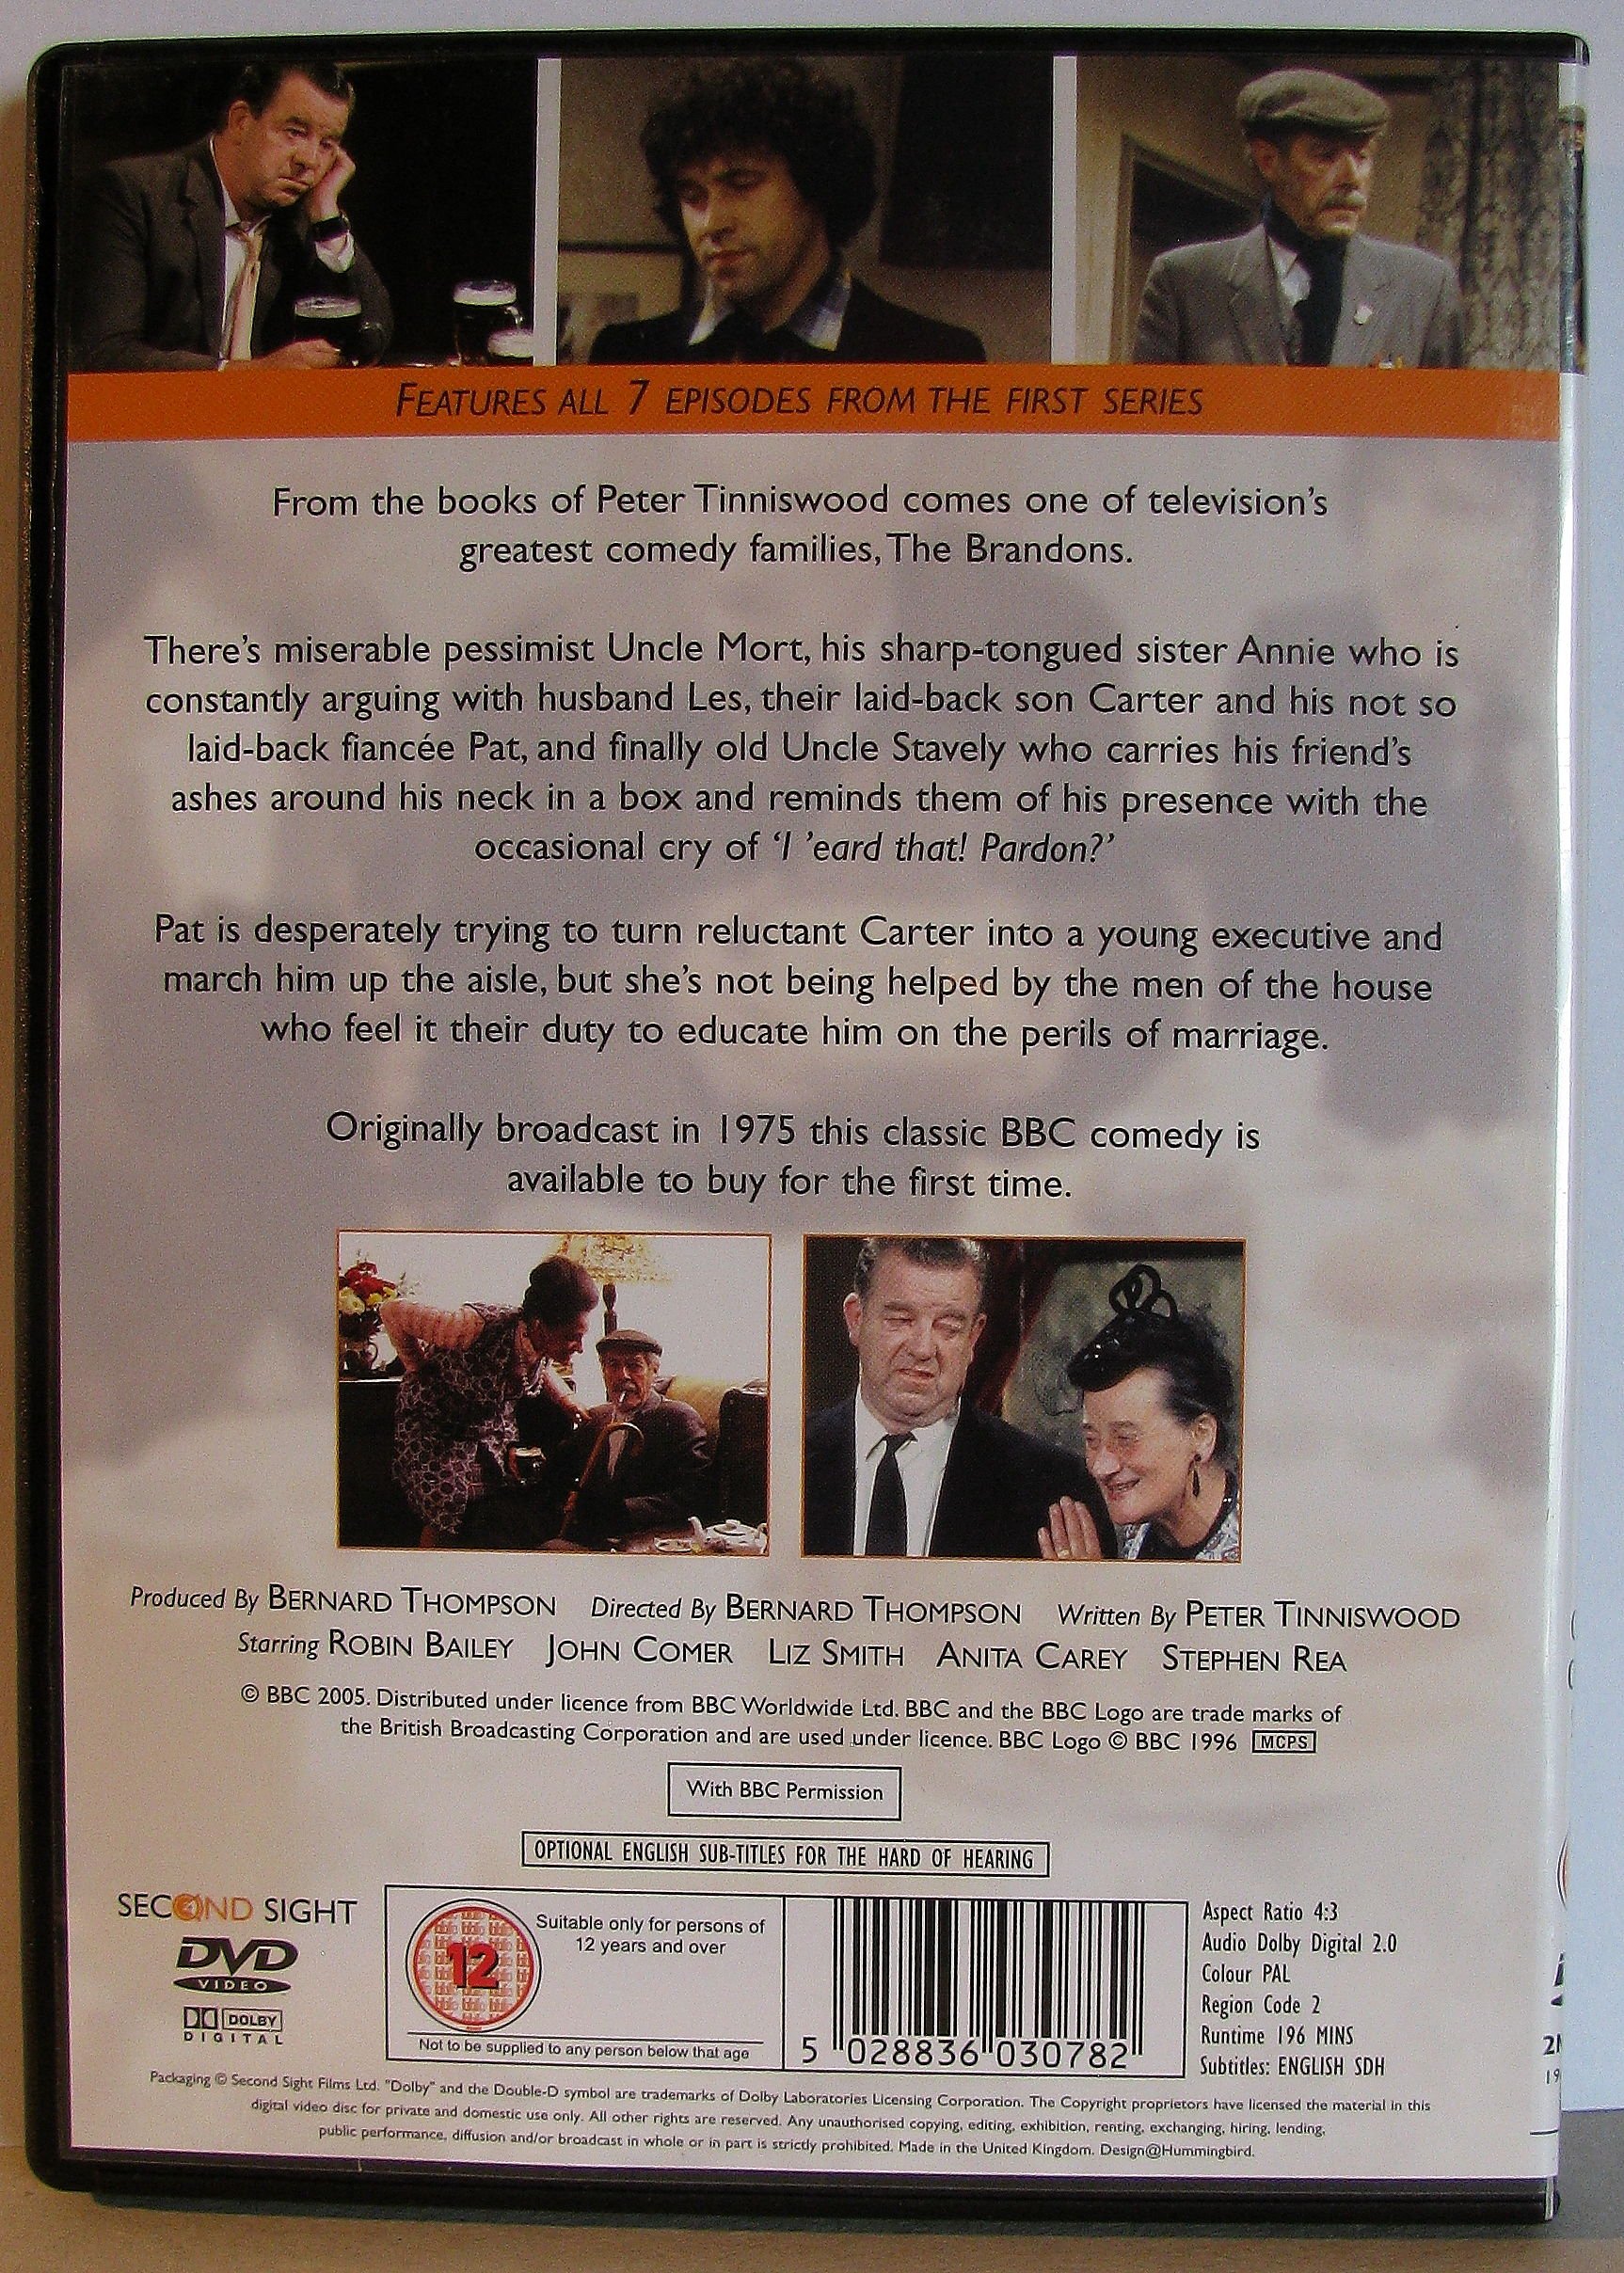 FEATURES ALL 7 EPISODES FROM THE FIRST SERIES
From the books of Peter Tinniswood comes one of television's
greatest comedy families, The Brandons.
There's miserable pessimist Uncle Mort, his sharp-tongued sister Annie who is
constantly arguing with husband Les, their laid-back son Carter and his not so
laid-back fiancée Pat, and finally old Uncle Stavely who carries his friend's
ashes around his neck in a box and reminds them of his presence with the
occasional cry of 'I 'eard that! Pardon?'
Pat is desperately trying to turn reluctant Carter into a young executive and
march him up the aisle, but she's not being helped by the men of the house
who feel it their duty to educate him on the perils of marriage.
Originally broadcast in 1975 this classic BBC comedy is
available to buy for the first time.
Produced By BERNARD THOMPSON Directed By BERNARD THOMPSON Written By PETER TINNISWOOD
Starring ROBIN BAILEY JOHN COMER LIZ SMITH ANITA CAREY STEPHEN REA
© BBC 2005. Distributed under licence from BBC Worldwide Ltd. BBC and the BBC Logo are trade marks of
the British Broadcasting Corporation and are used under licence. BBC Logo © BBC 1996 MCPS
With BBC Permission
OPTIONAL ENGLISH SUB-TITLES FOR THE HARD OF HEARING
SECOND SIGHT
DVD
VIDEO
DOLBY
DIGITAL
12
Suitable only for persons of
12 years and over
Not to be supplied to any person below that age
5 028836 030782
Aspect Ratio 4:3
Audio Dolby Digital 2.0
Colour PAL
Region Code 2
Runtime 196 MINS
Subtitles: ENGLISH SDH
Packaging © Second Sight Films Ltd. "Dolby" and the Double-D symbol are trademarks of Dolby Laboratories Licensing Corporation. The Copyright proprietors have licensed the material in this
digital video disc for private and domestic use only. All other rights are reserved. Any unauthorised copying, editing, exhibition, renting, exchanging, hiring, lending,
public performance, diffusion and/or broadcast in whole or in part is strictly prohibited. Made in the United Kingdom. Design@Hummingbird.